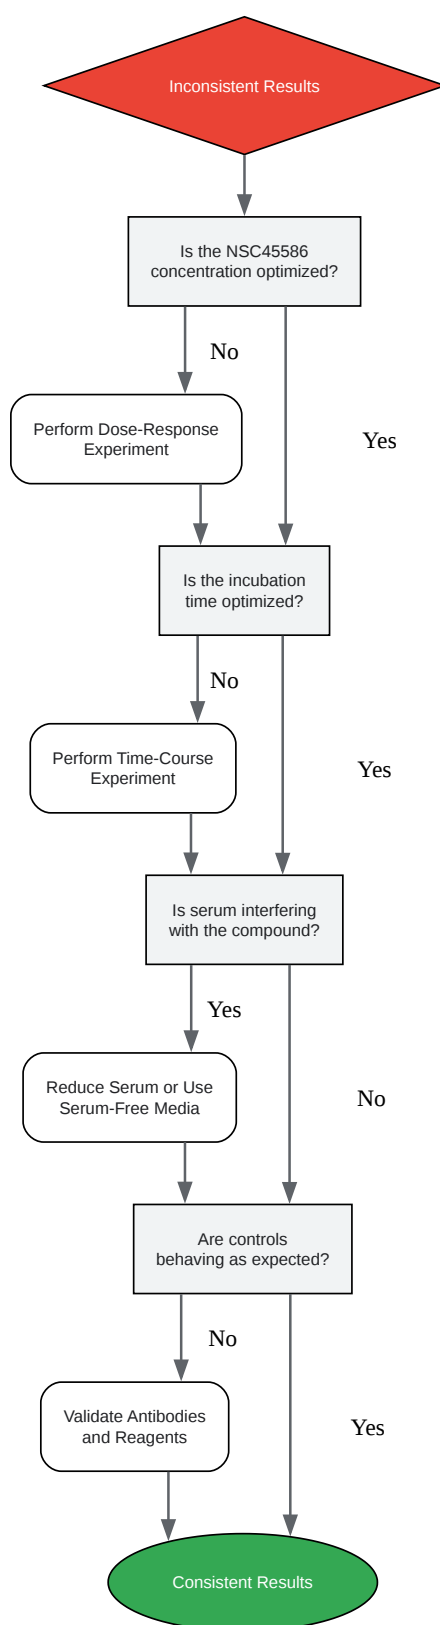 Inconsistent Results
Is the NSC45586
concentration optimized?
No
Perform Dose-Response
Experiment
Yes
Is the incubation
time optimized?
No
Perform Time-Course
Experiment
Yes
Is serum interfering
with the compound?
Yes
Reduce Serum or Use
Serum-Free Media
No
Are controls
behaving as expected?
No
Validate Antibodies
and Reagents
Yes
Consistent Results